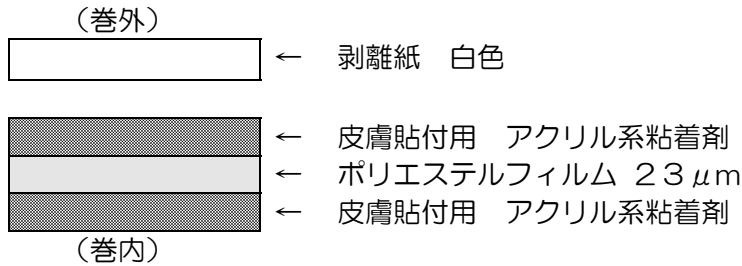 （巻外）
← 剥離紙　白色
← 皮膚貼付用　アクリル系粘着剤
← ポリエステルフィルム　２３μｍ
← 皮膚貼付用　アクリル系粘着剤
（巻内）